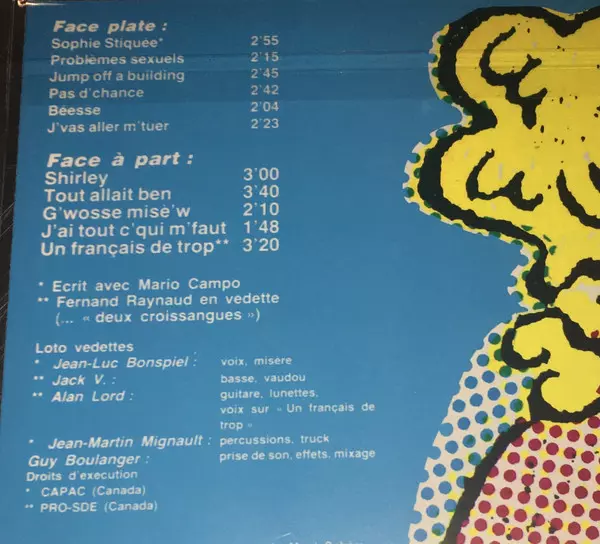 Face plate :
Sophie Stiquée* 2'55
Problèmes sexuels 2'15
Jump off a building 2'45
Pas d'chance 2'42
Béesse 2'04
J'vas aller m'tuer 2'23
Face à part :
Shirley 3'00
Tout allait ben 3'40
G'wosse misè'w 2'10
J'ai tout c'qui m'faut 1'48
Un français de trop** 3'20
* Ecrit avec Mario Campo
** Fernand Raynaud en vedette
(... « deux croissangues »)
Loto vedettes
* Jean-Luc Bonspiel : voix, misère
** Jack V. : basse, vaudou
** Alan Lord : guitare, lunettes,
voix sur « Un français de
trop »
* Jean-Martin Mignault : percussions, truck
Guy Boulanger : prise de son, effets, mixage
Droits d'execution
* CAPAC (Canada)
** PRO-SDE (Canada)